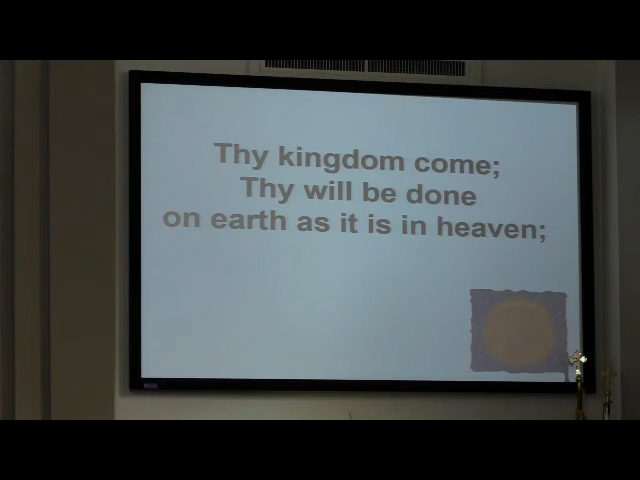 Thy kingdom come;
Thy will be done
on earth as it is in heaven;